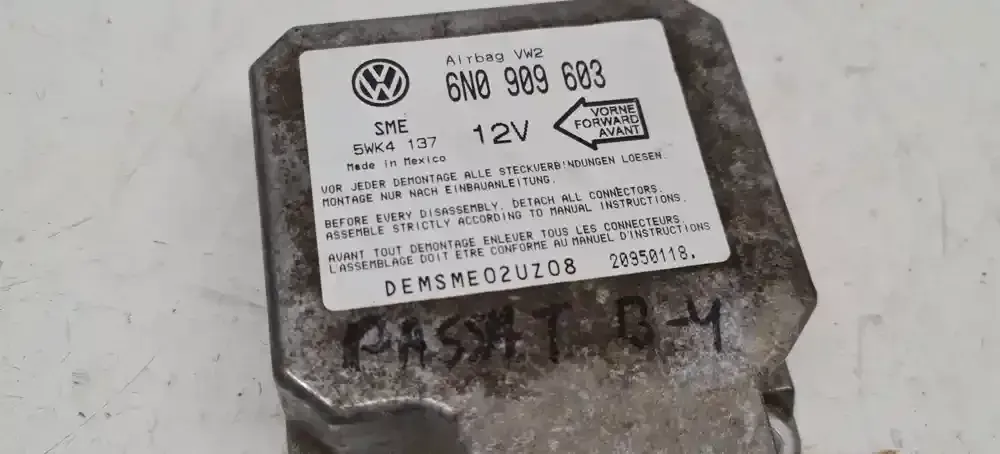 Airbag VW2
6N0 909 603
VW
SME
5WK4 137
Made in Mexico
12V
VORNE
FORWARD
AVANT
VOR JEDER DEMONTAGE ALLE STECKVERBINDUNGEN LOESEN.
MONTAGE NUR NACH EINBAUANLEITUNG.
BEFORE EVERY DISASSEMBLY, DETACH ALL CONNECTORS.
ASSEMBLE STRICTLY ACCORDING TO MANUAL INSTRUCTIONS.
AVANT TOUT DEMONTAGE ENLEVER TOUS LES CONNECTEURS.
L'ASSEMBLAGE DOIT ETRE CONFORME AU MANUEL D'INSTRUCTIONS
DEMSME02UZ08 20950118.
PASSAT B-4